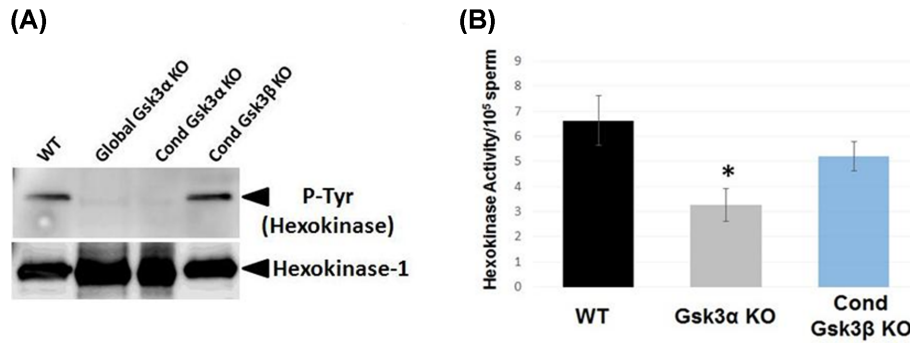 (A)
WT
Global Gsk3α KO
Cond Gsk3α KO
Cond Gsk3β KO
P-Tyr
(Hexokinase)
Hexokinase-1
(B)
Hexokinase Activity/10⁵ sperm
9
8
7
6
5
4
3
2
1
0
*
WT
Gsk3α KO
Cond
Gsk3β KO